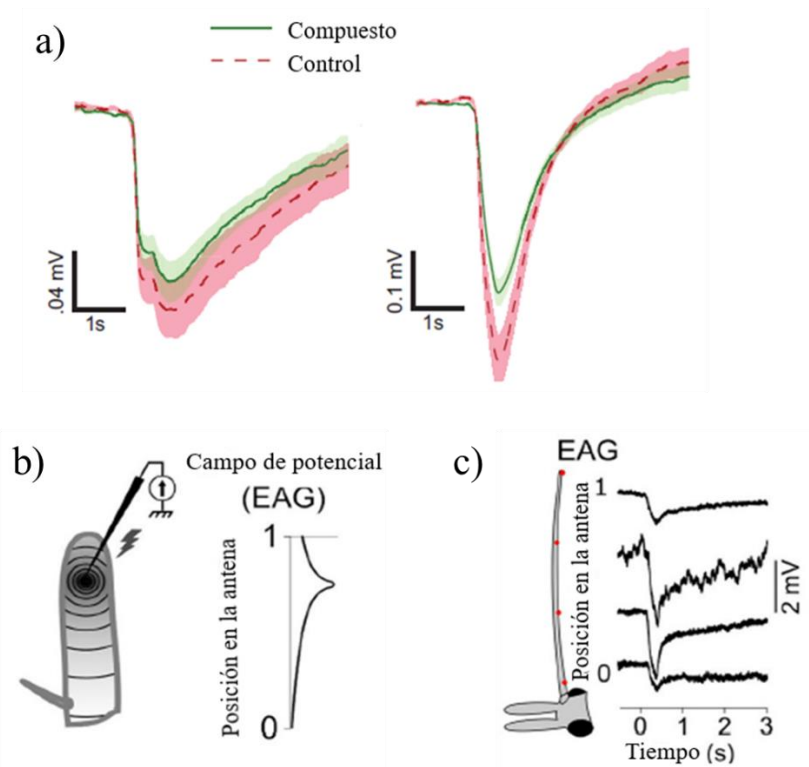 a)
Compuesto
Control
.04 mV
1s
0.1 mV
1s
b)
Campo de potencial
(EAG)
1
Posición en la antena
0
c)
EAG
1
Posición en la antena
0
2 mV
0 1 2 3
Tiempo (s)